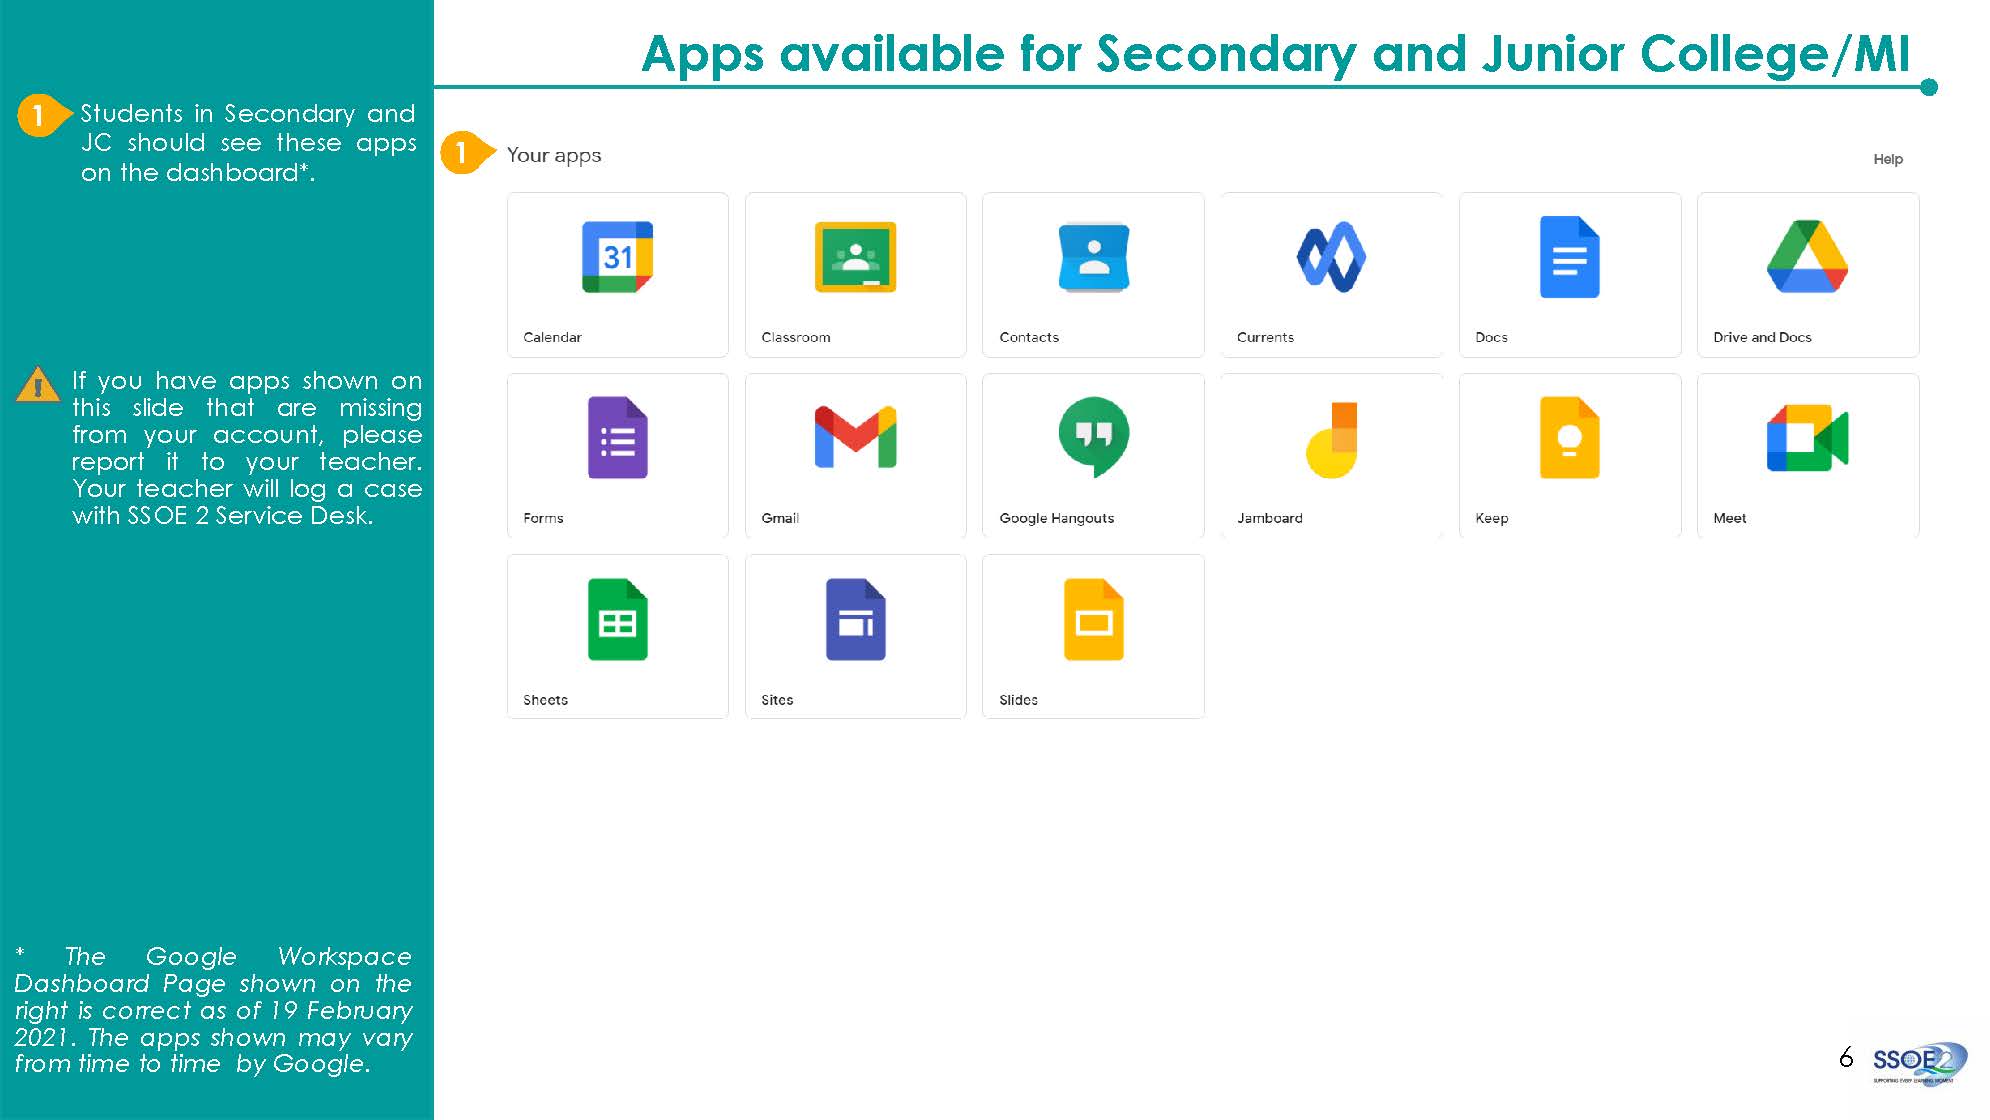 Apps available for Secondary and Junior College/MI
1
Students in Secondary and
JC should see these apps
on the dashboard*.
If you have apps shown on
this slide that are missing
from your account, please
report it to your teacher.
Your teacher will log a case
with SSOE 2 Service Desk.
* The Google Workspace
Dashboard Page shown on the
right is correct as of 19 February
2021. The apps shown may vary
from time to time by Google.
1
Your apps
Help
31
Calendar
Classroom
Contacts
Currents
Docs
Drive and Docs
Forms
Gmail
Google Hangouts
Jamboard
Keep
Meet
Sheets
Sites
Slides
6
SSOE2
SUPPORTING EVERY LEARNING MOMENT